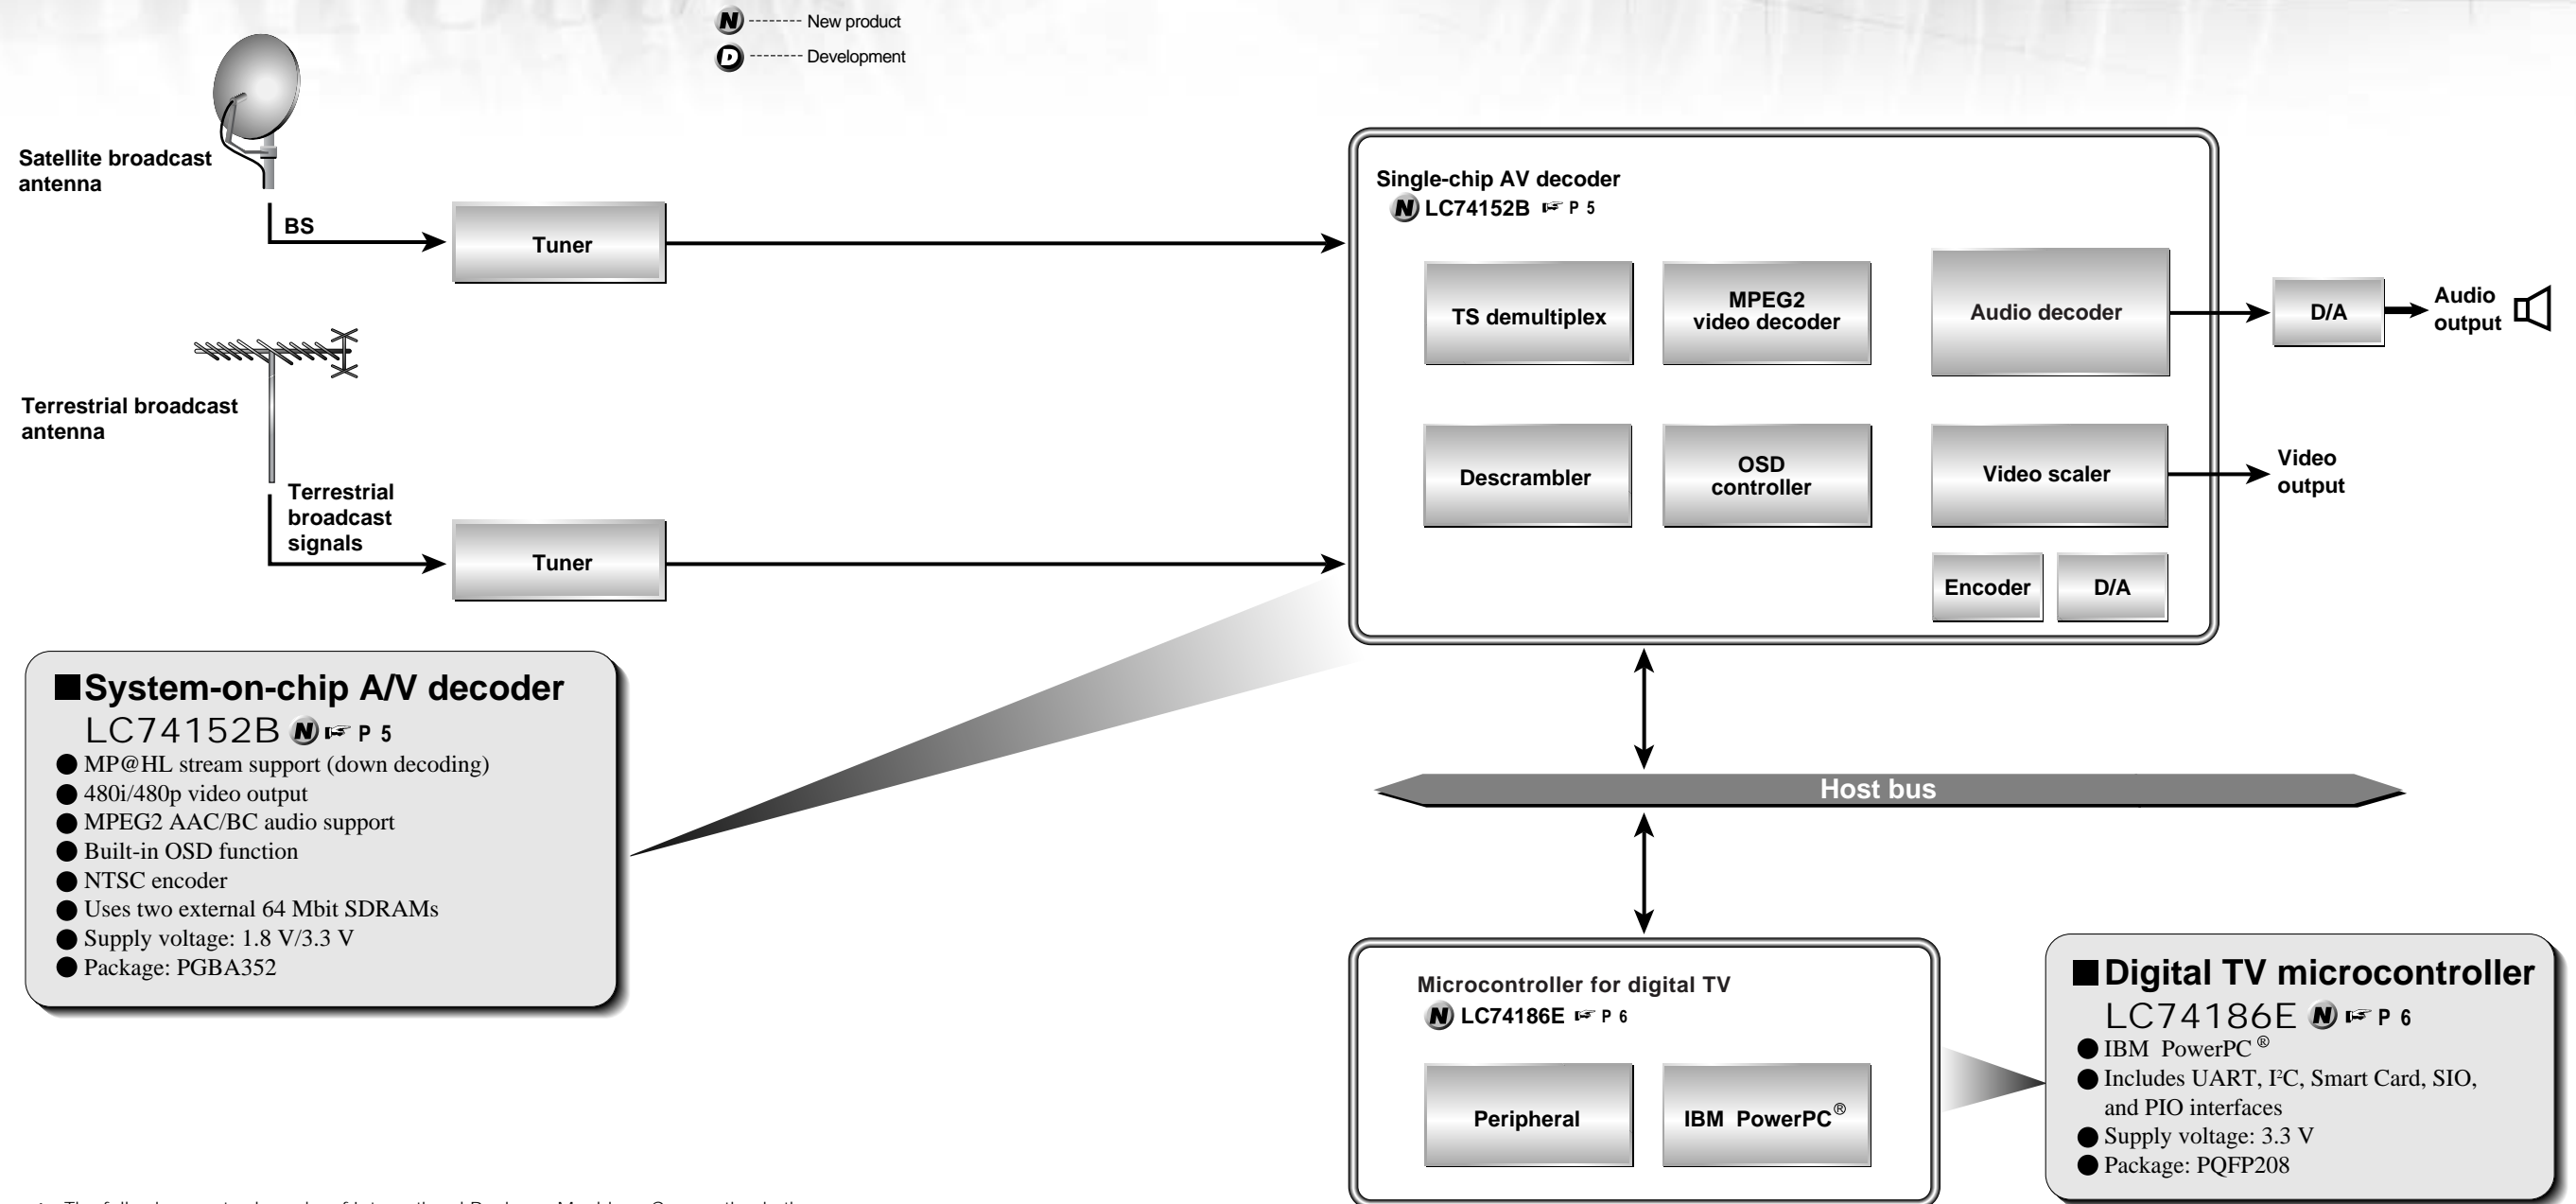 N -------- New product
D -------- Development
Satellite broadcast
antenna
BS
Tuner
Terrestrial broadcast
antenna
Terrestrial
broadcast
signals
Tuner
Single-chip AV decoder
N LC74152B ☞ P 5
TS demultiplex
MPEG2
video decoder
Audio decoder
D/A
Audio
output
Descrambler
OSD
controller
Video scaler
Video
output
Encoder
D/A
■System-on-chip A/V decoder
LC74152B N ☞ P 5
● MP@HL stream support (down decoding)
● 480i/480p video output
● MPEG2 AAC/BC audio support
● Built-in OSD function
● NTSC encoder
● Uses two external 64 Mbit SDRAMs
● Supply voltage: 1.8 V/3.3 V
● Package: PGBA352
Host bus
Microcontroller for digital TV
N LC74186E ☞ P 6
Peripheral
IBM PowerPC®
■Digital TV microcontroller
LC74186E N ☞ P 6
● IBM PowerPC®
● Includes UART, I²C, Smart Card, SIO,
and PIO interfaces
● Supply voltage: 3.3 V
● Package: PQFP208